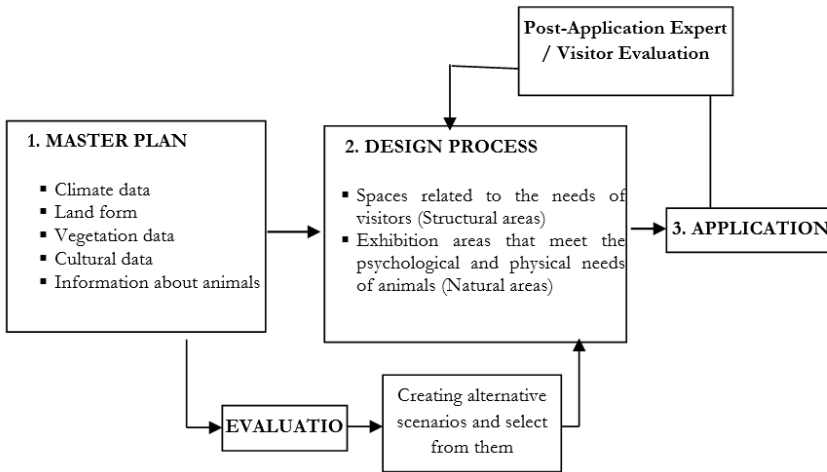 Post-Application Expert
/ Visitor Evaluation
1. MASTER PLAN
▪ Climate data
▪ Land form
▪ Vegetation data
▪ Cultural data
▪ Information about animals
2. DESIGN PROCESS
▪ Spaces related to the needs of
visitors (Structural areas)
▪ Exhibition areas that meet the
psychological and physical needs
of animals (Natural areas)
3. APPLICATION
EVALUATIO
Creating alternative
scenarios and select
from them